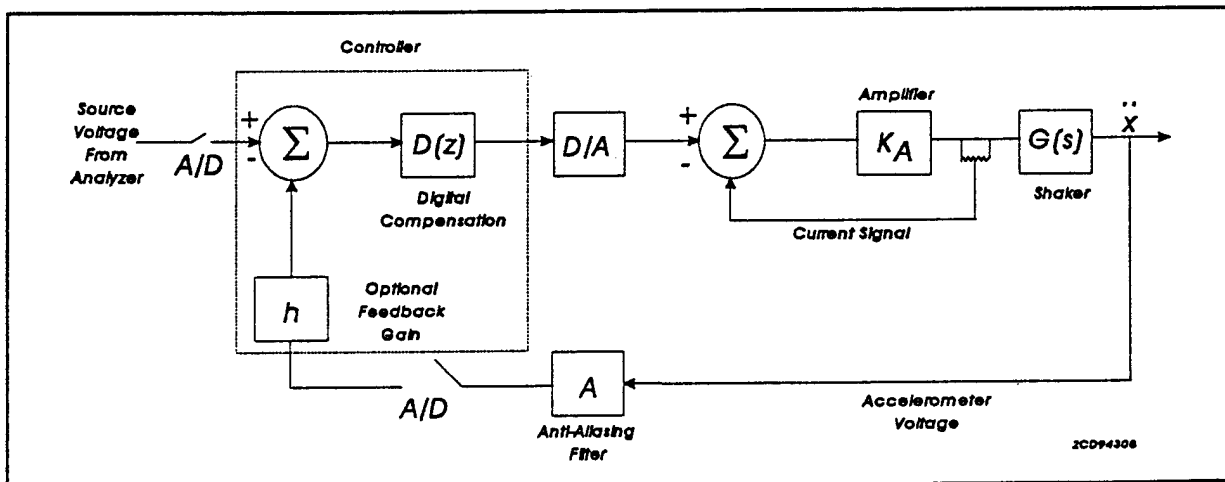 Controller
Source
Voltage
From
Analyzer
A/D
+
-
Σ
D(z)
Digital
Compensation
D/A
+
-
Σ
Amplifier
K_A
G(s)
Shaker
ẍ
Current Signal
h
Optional
Feedback
Gain
A/D
A
Anti-Aliasing
Filter
Accelerometer
Voltage
2CD94306